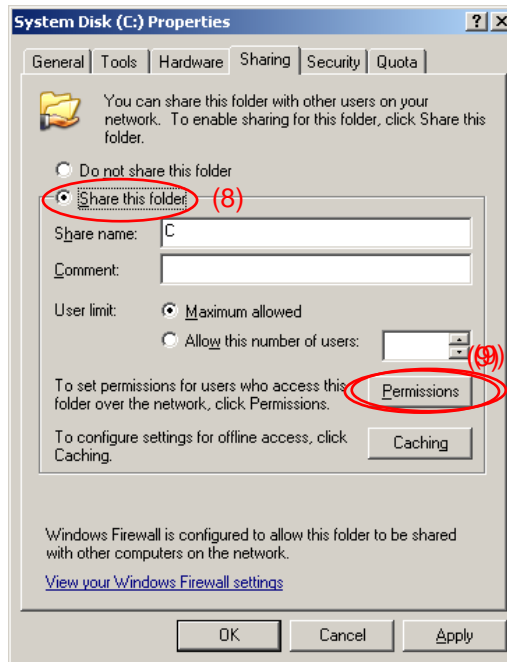 System Disk (C:) Properties
General Tools Hardware Sharing Security Quota
You can share this folder with other users on your
network. To enable sharing for this folder, click Share this
folder.
Do not share this folder
Share this folder (8)
Share name: C
Comment:
User limit: Maximum allowed
Allow this number of users:
(9)
To set permissions for users who access this
folder over the network, click Permissions.
Permissions
To configure settings for offline access, click
Caching.
Caching
Windows Firewall is configured to allow this folder to be shared
with other computers on the network.
View your Windows Firewall settings
OK Cancel Apply